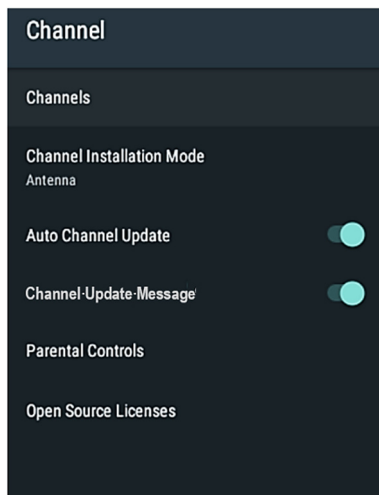 Channel
Channels
Channel Installation Mode
Antenna
Auto Channel Update
Channel·Update·Message
Parental Controls
Open Source Licenses